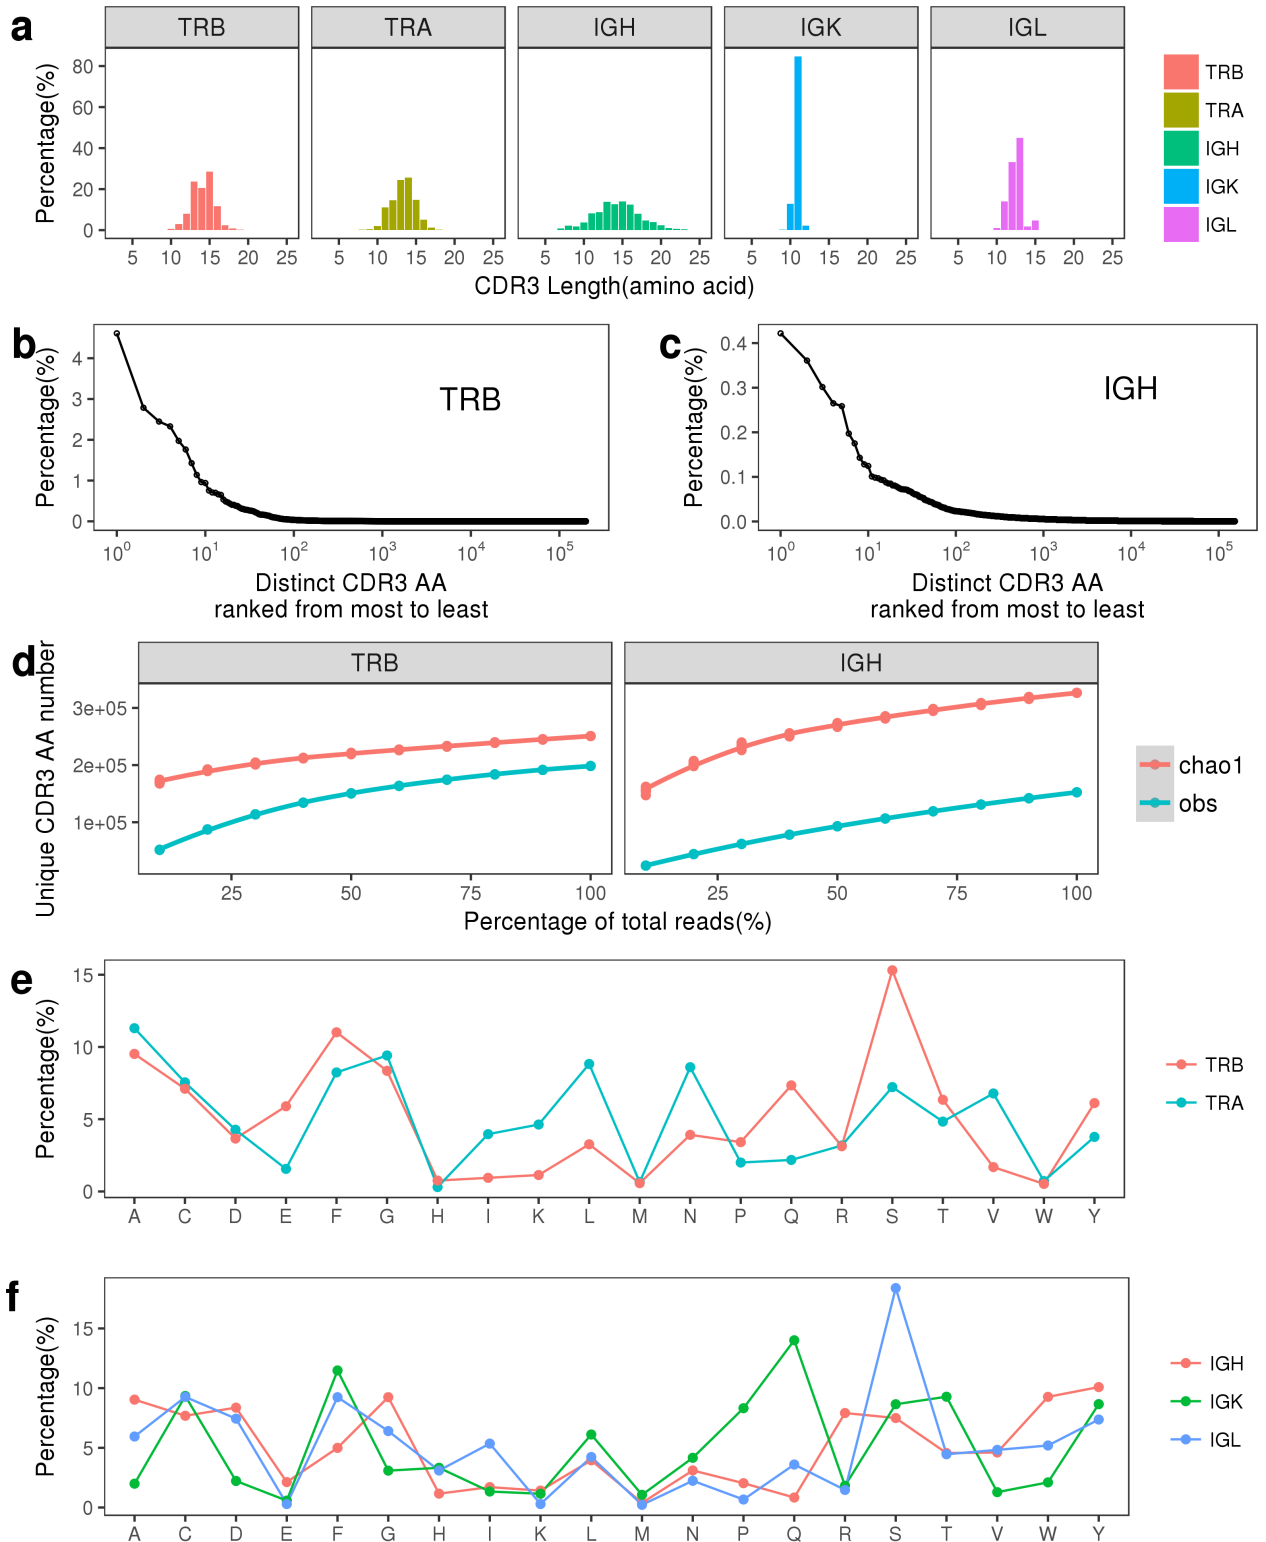 a
TRB TRA IGH IGK IGL
Percentage(%)
80
60
40
20
0
5 10 15 20 25 5 10 15 20 25 5 10 15 20 25 5 10 15 20 25 5 10 15 20 25
CDR3 Length(amino acid)
TRB
TRA
IGH
IGK
IGL
b
Percentage(%)
4
3
2
1
0
TRB
10⁰ 10¹ 10² 10³ 10⁴ 10⁵
Distinct CDR3 AA
ranked from most to least
c
Percentage(%)
0.4
0.3
0.2
0.1
0.0
IGH
10⁰ 10¹ 10² 10³ 10⁴ 10⁵
Distinct CDR3 AA
ranked from most to least
d
TRB IGH
Unique CDR3 AA number
3e+05
2e+05
1e+05
25 50 75 100 25 50 75 100
Percentage of total reads(%)
chao1
obs
e
Percentage(%)
15
10
5
0
A C D E F G H I K L M N P Q R S T V W Y
TRB
TRA
f
Percentage(%)
15
10
5
0
A C D E F G H I K L M N P Q R S T V W Y
IGH
IGK
IGL